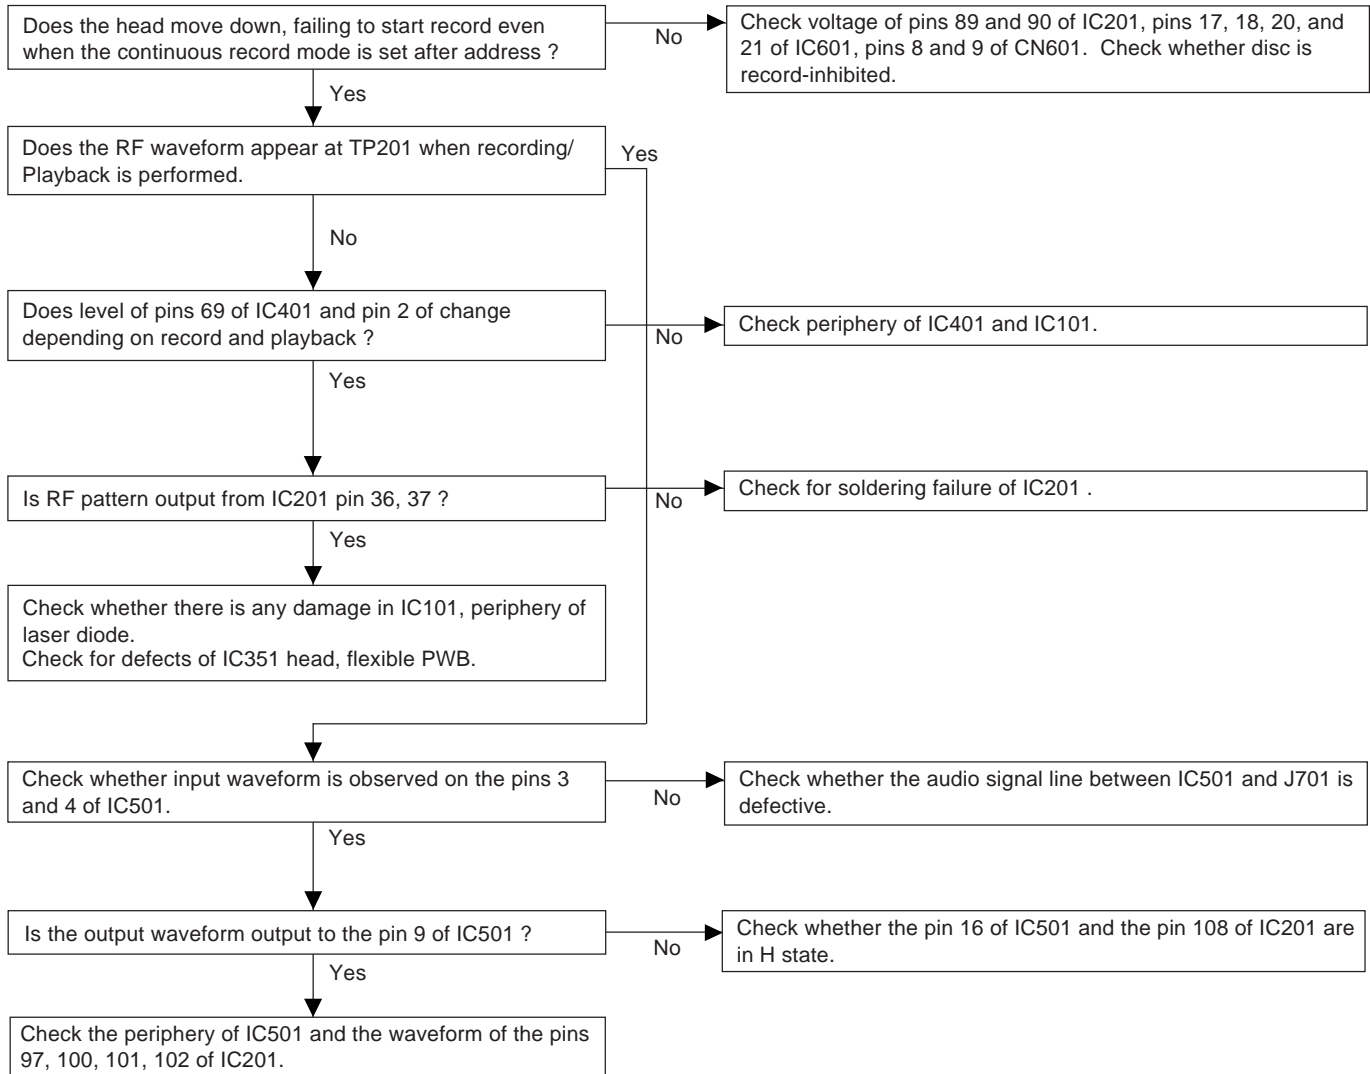 Does the head move down, failing to start record even
when the continuous record mode is set after address ?
No
Check voltage of pins 89 and 90 of IC201, pins 17, 18, 20, and
21 of IC601, pins 8 and 9 of CN601.  Check whether disc is
record-inhibited.
Yes
Does the RF waveform appear at TP201 when recording/
Playback is performed.
Yes
No
Does level of pins 69 of IC401 and pin 2 of change
depending on record and playback ?
No
Check periphery of IC401 and IC101.
Yes
Is RF pattern output from IC201 pin 36, 37 ?
No
Check for soldering failure of IC201 .
Yes
Check whether there is any damage in IC101, periphery of
laser diode.
Check for defects of IC351 head, flexible PWB.
Check whether input waveform is observed on the pins 3
and 4 of IC501.
No
Check whether the audio signal line between IC501 and J701 is
defective.
Yes
Is the output waveform output to the pin 9 of IC501 ?
No
Check whether the pin 16 of IC501 and the pin 108 of IC201 are
in H state.
Yes
Check the periphery of IC501 and the waveform of the pins
97, 100, 101, 102 of IC201.